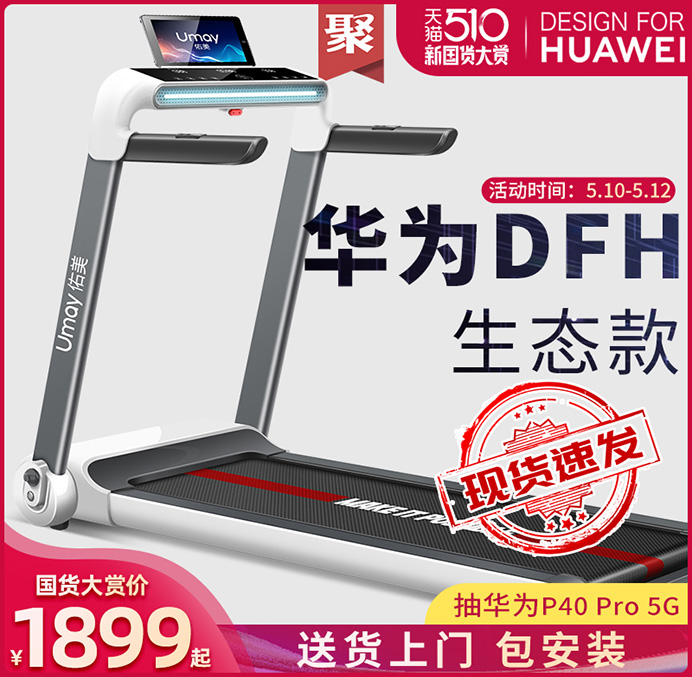 Umay
佑美
聚
天猫510
新国货大赏
DESIGN FOR
HUAWEI
活动时间：5.10-5.12
华为DFH
生态款
Umay 佑美
现货速发
MAKE IT PO
国货大赏价
¥1899起
抽华为P40 Pro 5G
送货上门 包安装